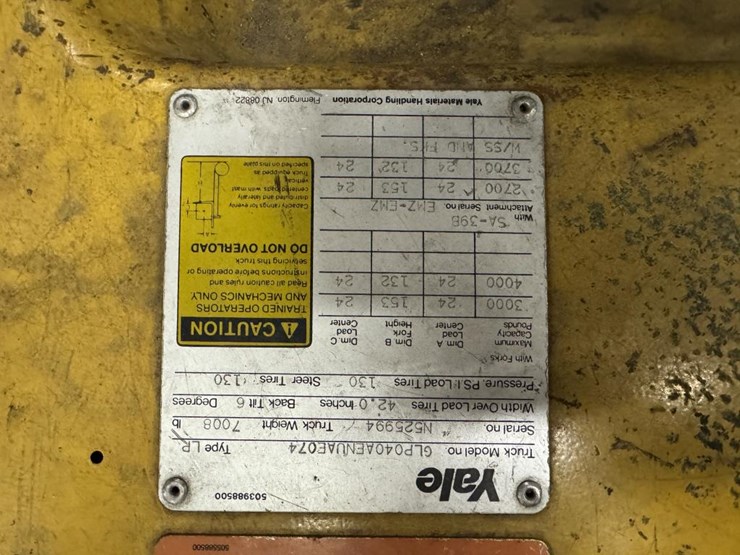 505586500
503988500
Yale
Truck Model no. GLP040AENUAE074 Type LP
Serial no. N525994 Truck Weight 7008 lb
Width Over Load Tires 42.0 Inches Back Tilt 6 Degrees
Pressure, PSI: Load Tires 130 Steer Tires 130
With Forks
Maximum Capacity Pounds
Dim. A Load Center
Dim. B Fork Height
Dim. C Load Center
3000 24 153 24
4000 24 132 24
With SA-39B
Attachment Serial no. EMZ-EMZ
2700 24 153 24
3700 24 132 24
W/SS AND FKS.
CAUTION
TRAINED OPERATORS
AND MECHANICS ONLY
Read all caution rules and
instructions before operating or
servicing this truck
DO NOT OVERLOAD
Capacity ratings for evenly
distributed and laterally
centered loads with mast
vertical
Truck equipped as
specified on this plate
Yale Materials Handling Corporation Flemington, NJ 08822